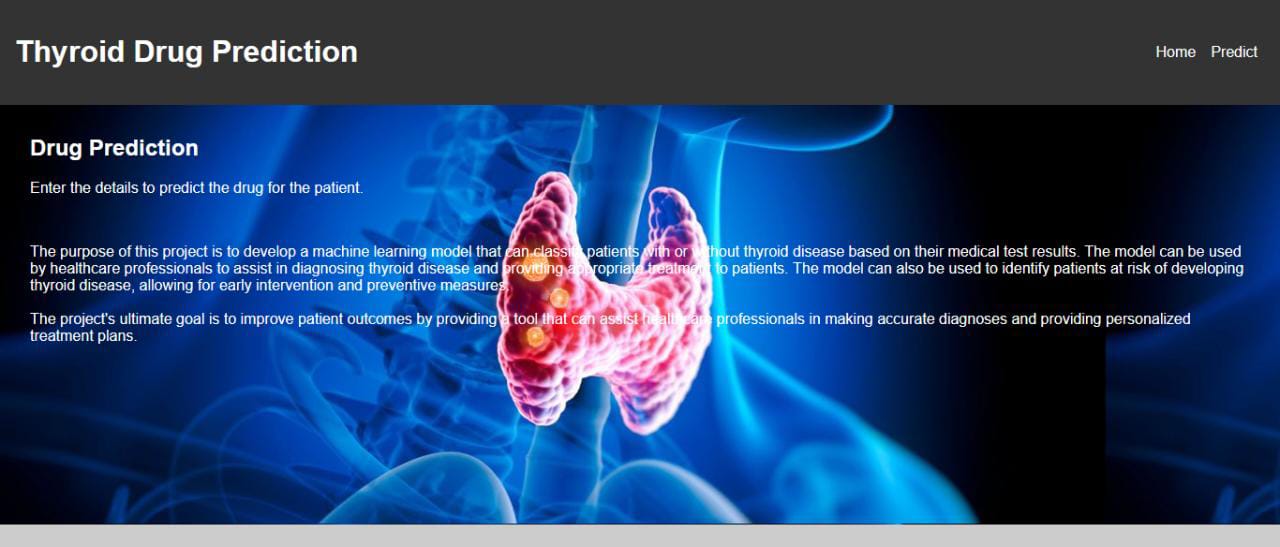 Thyroid Drug Prediction
Home Predict
Drug Prediction
Enter the details to predict the drug for the patient.
The purpose of this project is to develop a machine learning model that can classify patients with or without thyroid disease based on their medical test results. The model can be used
by healthcare professionals to assist in diagnosing thyroid disease and providing appropriate treatment to patients. The model can also be used to identify patients at risk of developing
thyroid disease, allowing for early intervention and preventive measures.
The project's ultimate goal is to improve patient outcomes by providing a tool that can assist healthcare professionals in making accurate diagnoses and providing personalized
treatment plans.